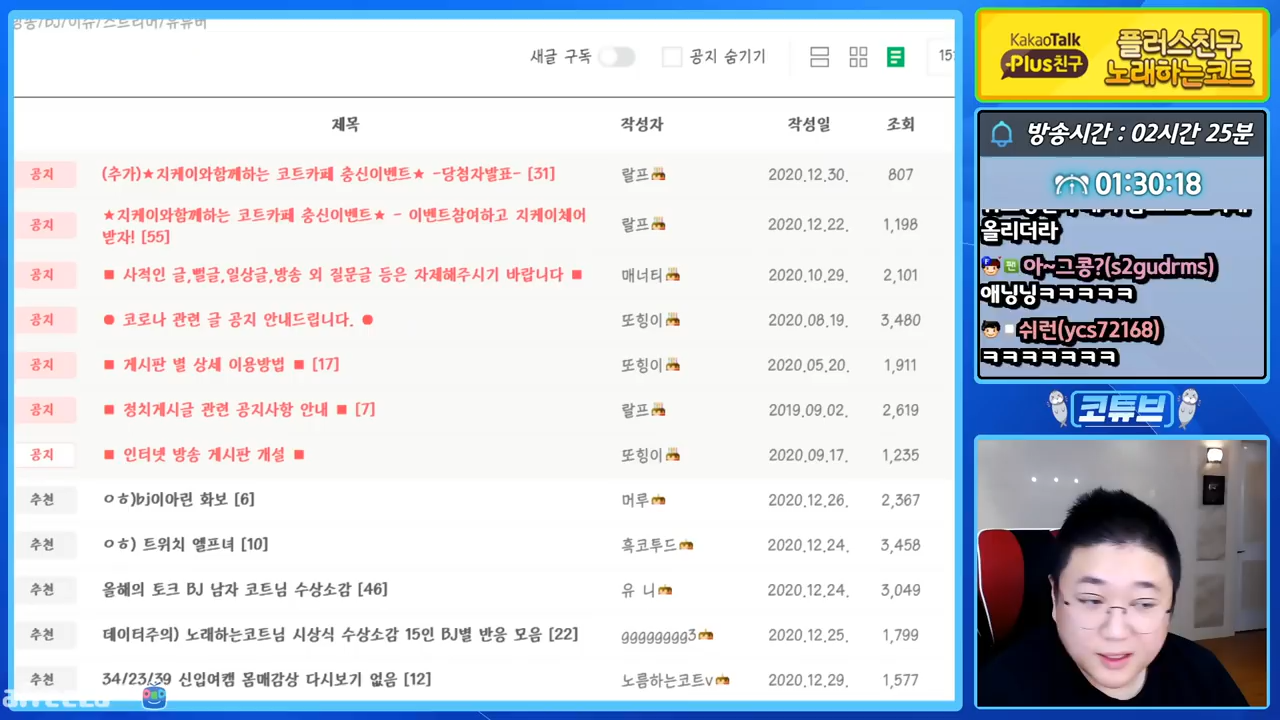 방송/BJ/이슈/스트리머/유튜버
새글 구독 공지 숨기기
제목 작성자 작성일 조회
공지 (추가)★지케이와함께하는 코트카페 충신이벤트★ -당첨자발표- [31] 랄프 2020.12.30. 807
공지 ★지케이와함께하는 코트카페 충신이벤트★ - 이벤트참여하고 지케이체어
받자! [55] 랄프 2020.12.22. 1,198
공지 ■ 사적인 글,뻘글,일상글,방송 외 질문글 등은 자제해주시기 바랍니다 ■ 매너티 2020.10.29. 2,101
공지 ● 코로나 관련 글 공지 안내드립니다. ● 또힝이 2020.08.19. 3,480
공지 ■ 게시판 별 상세 이용방법 ■ [17] 또힝이 2020.05.20. 1,911
공지 ■ 정치게시글 관련 공지사항 안내 ■ [7] 랄프 2019.09.02. 2,619
공지 ■ 인터넷 방송 게시판 개설 ■ 또힝이 2020.09.17. 1,235
추천 ㅇㅎ)bj이아린 화보 [6] 머루 2020.12.26. 2,367
추천 ㅇㅎ) 트위치 엘프녀 [10] 흑코투드 2020.12.24. 3,458
추천 올해의 토크 BJ 남자 코트님 수상소감 [46] 유 니 2020.12.24. 3,049
추천 데이터주의) 노래하는코트님 시상식 수상소감 15인 BJ별 반응 모음 [22] gggggggg3 2020.12.25. 1,799
추천 34/23/39 신입여캠 몸매감상 다시보기 없음 [12] 노름하는코트v 2020.12.29. 1,577
KakaoTalk
Plus친구
플러스친구
노래하는코트
방송시간 : 02시간 25분
01:30:18
올리더라
팬 아~그콩?(s2gudrms)
애닝닝ㅋㅋㅋㅋㅋ
쉬런(ycs72168)
ㅋㅋㅋㅋㅋㅋㅋ
코튜브